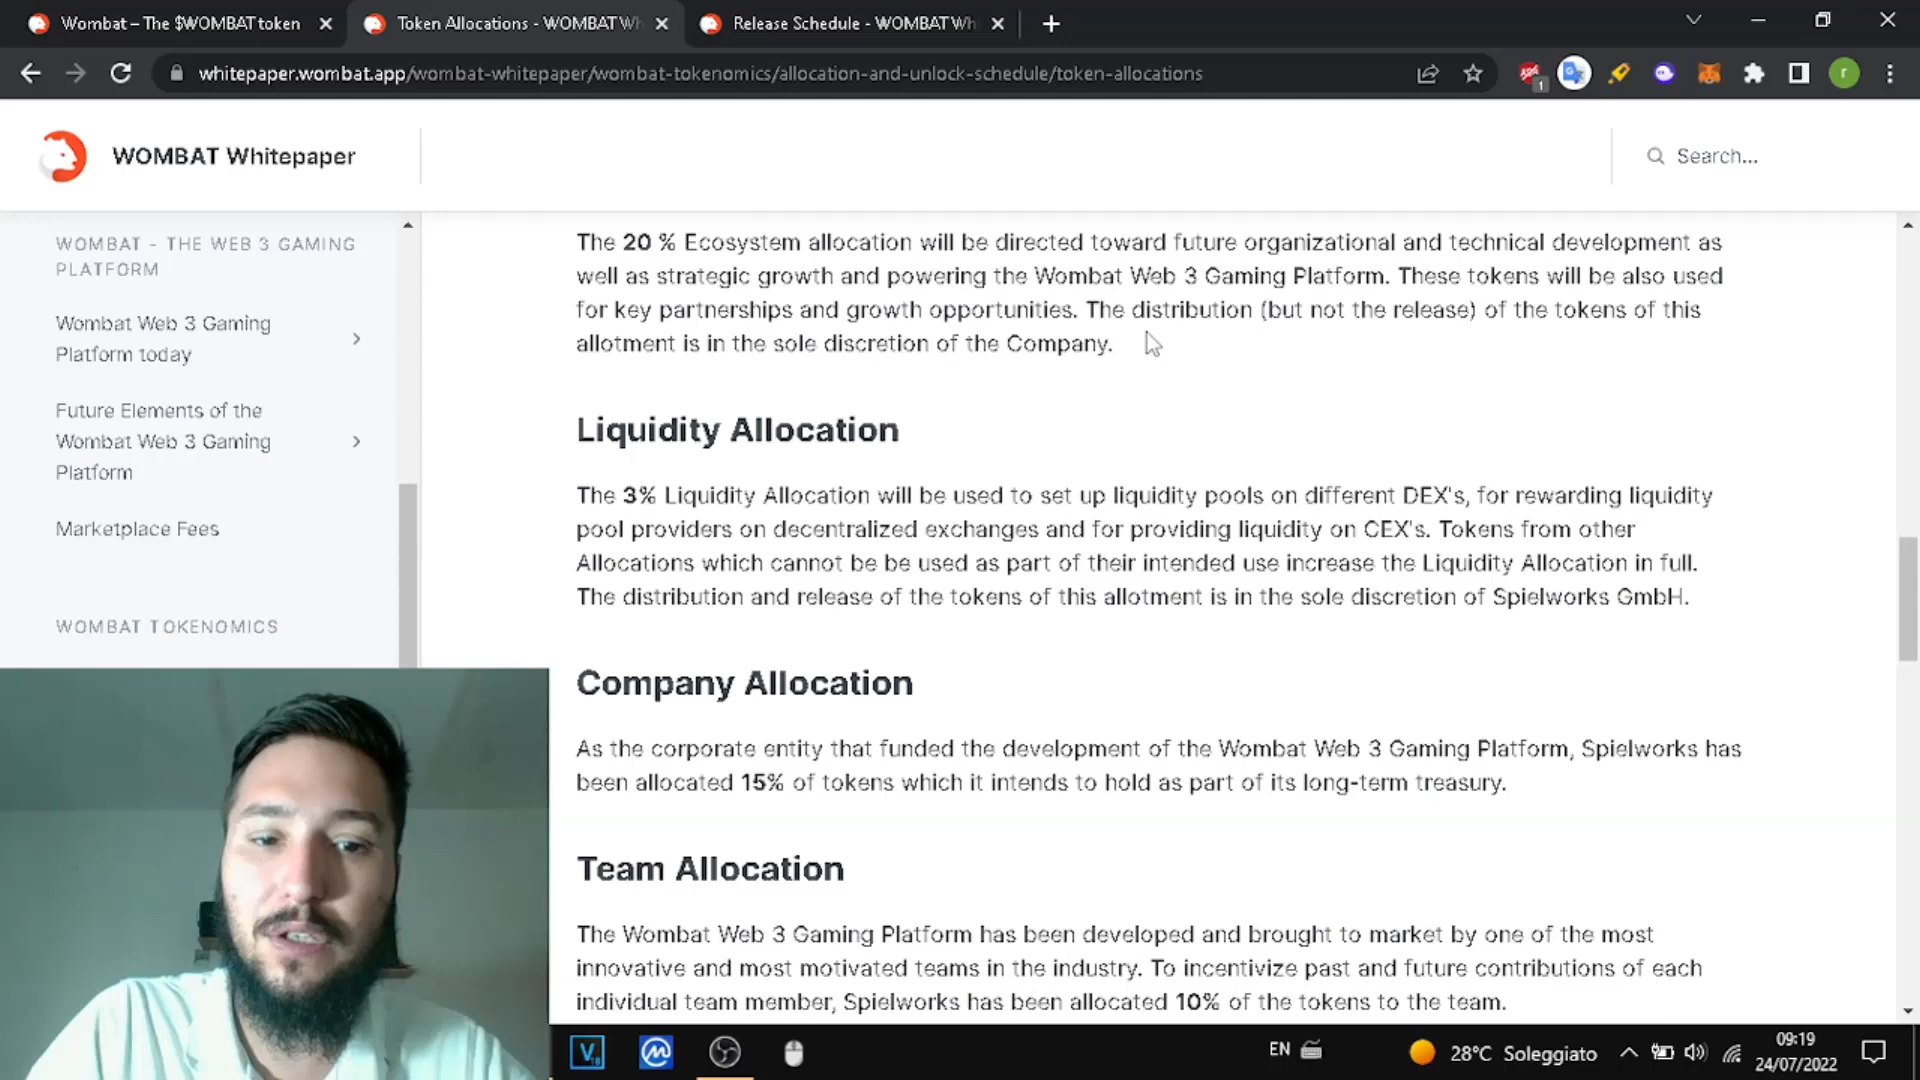 Wombat – The $WOMBAT token
Token Allocations - WOMBAT Wh
Release Schedule - WOMBAT Wh
whitepaper.wombat.app/wombat-whitepaper/wombat-tokenomics/allocation-and-unlock-schedule/token-allocations
1
r
WOMBAT Whitepaper
Search...
WOMBAT - THE WEB 3 GAMING
PLATFORM
Wombat Web 3 Gaming
Platform today
Future Elements of the
Wombat Web 3 Gaming
Platform
Marketplace Fees
WOMBAT TOKENOMICS
The 20 % Ecosystem allocation will be directed toward future organizational and technical development as
well as strategic growth and powering the Wombat Web 3 Gaming Platform. These tokens will be also used
for key partnerships and growth opportunities. The distribution (but not the release) of the tokens of this
allotment is in the sole discretion of the Company.
Liquidity Allocation
The 3% Liquidity Allocation will be used to set up liquidity pools on different DEX's, for rewarding liquidity
pool providers on decentralized exchanges and for providing liquidity on CEX's. Tokens from other
Allocations which cannot be be used as part of their intended use increase the Liquidity Allocation in full.
The distribution and release of the tokens of this allotment is in the sole discretion of Spielworks GmbH.
Company Allocation
As the corporate entity that funded the development of the Wombat Web 3 Gaming Platform, Spielworks has
been allocated 15% of tokens which it intends to hold as part of its long-term treasury.
Team Allocation
The Wombat Web 3 Gaming Platform has been developed and brought to market by one of the most
innovative and most motivated teams in the industry. To incentivize past and future contributions of each
individual team member, Spielworks has been allocated 10% of the tokens to the team.
EN
28°C Soleggiato
09:19
24/07/2022